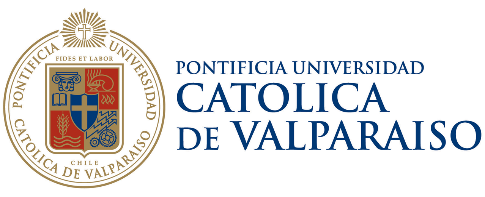 PONTIFICIA UNIVERSIDAD
CATOLICA DE VALPARAISO
FIDES ET LABOR
CHILE
PONTIFICIA UNIVERSIDAD
CATOLICA
DE VALPARAISO